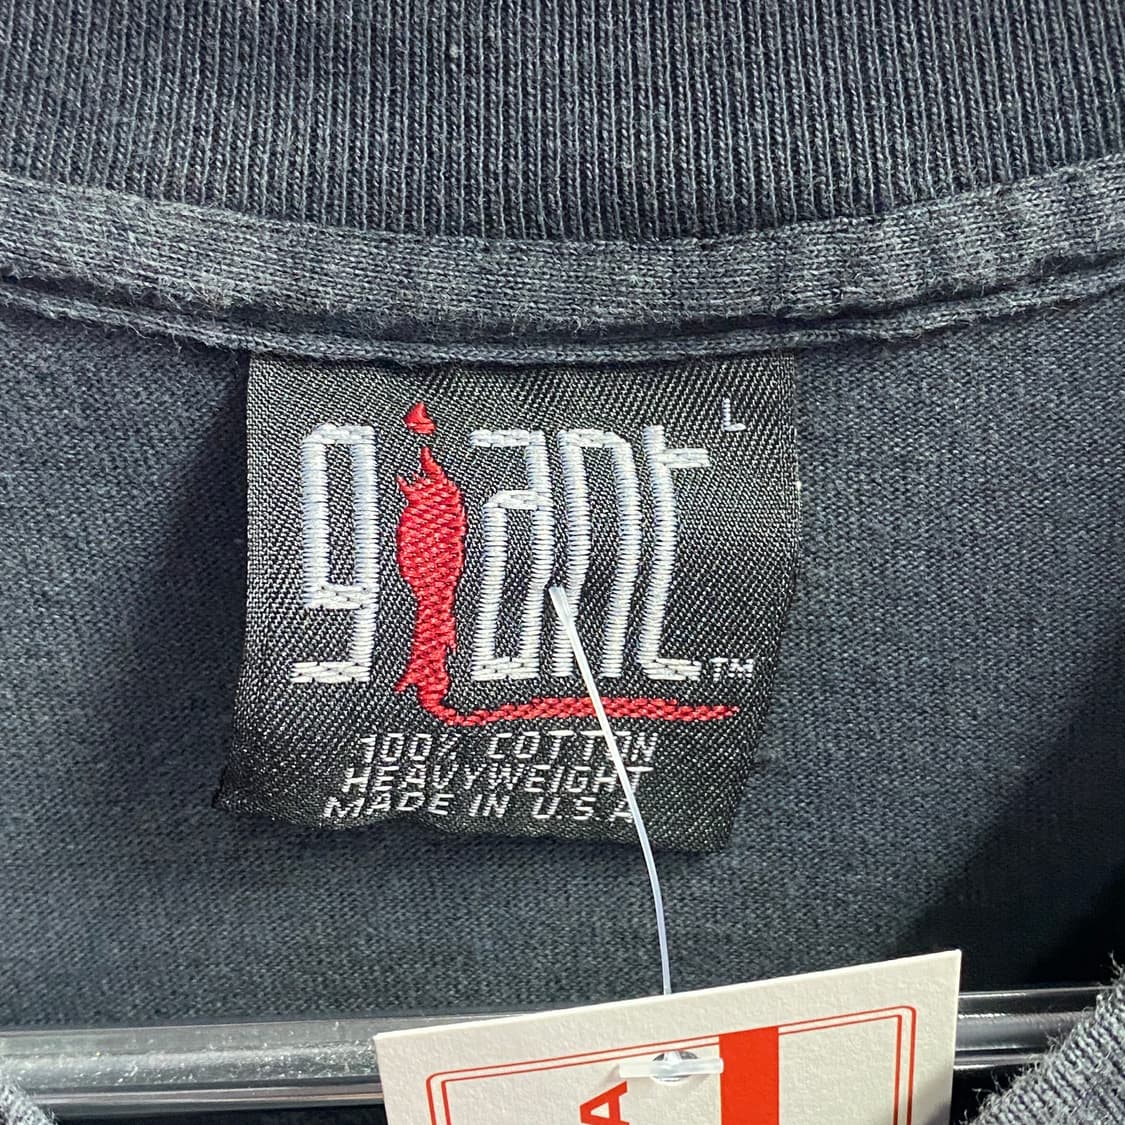 L
giant
TM
100% COTTON
HEAVYWEIGHT
MADE IN U.S.A
A